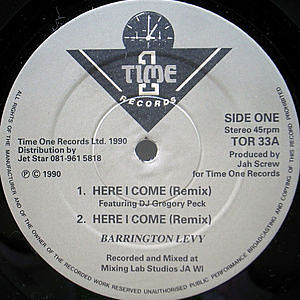 TIME
1
RECORDS
SIDE ONE
Stereo 45rpm
TOR 33A
Time One Records Ltd. 1990
Distribution by
Jet Star 081-961 5818
Produced by
Jah Screw
for Time One Records
℗ © 1990
1. HERE I COME (Remix)
Featuring DJ Gregory Peck
2. HERE I COME (Remix)
BARRINGTON LEVY
Recorded and Mixed at
Mixing Lab Studios JA WI
ALL RIGHTS OF THE MANUFACTURER AND OF THE OWNER OF THE RECORDED WORK RESERVED UNAUTHORISED PUBLIC PERFORMANCE BROADCASTING AND COPYING OF THIS RECORD PROHIBITED